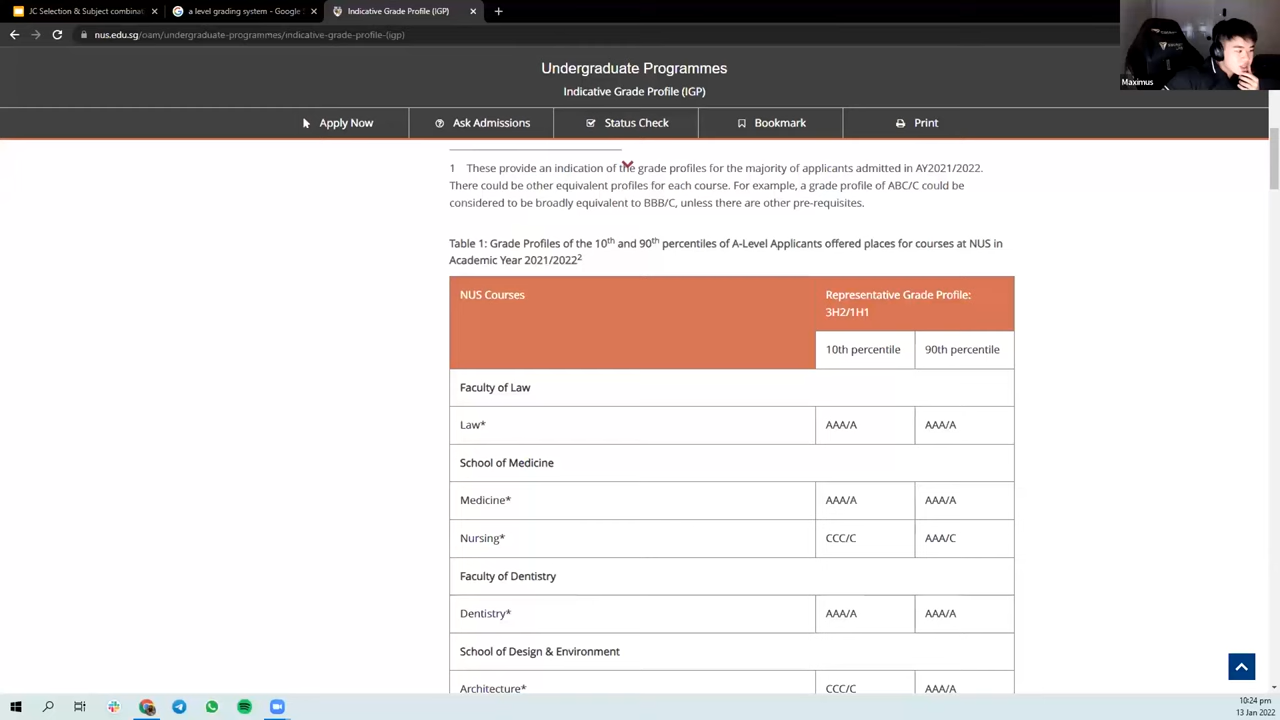 JC Selection & Subject combinat
a level grading system - Google
Indicative Grade Profile (IGP)
nus.edu.sg/oam/undergraduate-programmes/indicative-grade-profile-(igp)
Maximus
Undergraduate Programmes
Indicative Grade Profile (IGP)
Apply Now
Ask Admissions
Status Check
Bookmark
Print
1 These provide an indication of the grade profiles for the majority of applicants admitted in AY2021/2022.
There could be other equivalent profiles for each course. For example, a grade profile of ABC/C could be
considered to be broadly equivalent to BBB/C, unless there are other pre-requisites.
Table 1: Grade Profiles of the 10th and 90th percentiles of A-Level Applicants offered places for courses at NUS in
Academic Year 2021/2022²
NUS Courses
Representative Grade Profile:
3H2/1H1
10th percentile
90th percentile
Faculty of Law
Law* AAA/A AAA/A
School of Medicine
Medicine* AAA/A AAA/A
Nursing* CCC/C AAA/C
Faculty of Dentistry
Dentistry* AAA/A AAA/A
School of Design & Environment
Architecture* CCC/C AAA/A
10:24 pm
13 Jan 2022